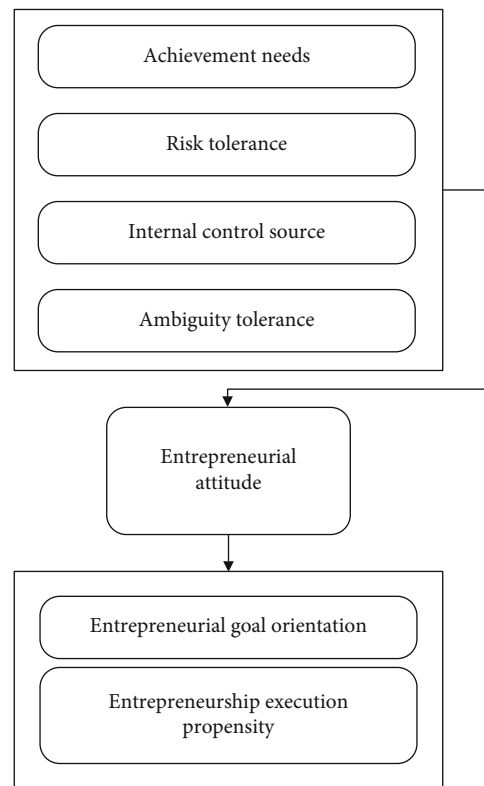 Achievement needs
Risk tolerance
Internal control source
Ambiguity tolerance
Entrepreneurial
attitude
Entrepreneurial goal orientation
Entrepreneurship execution
propensity